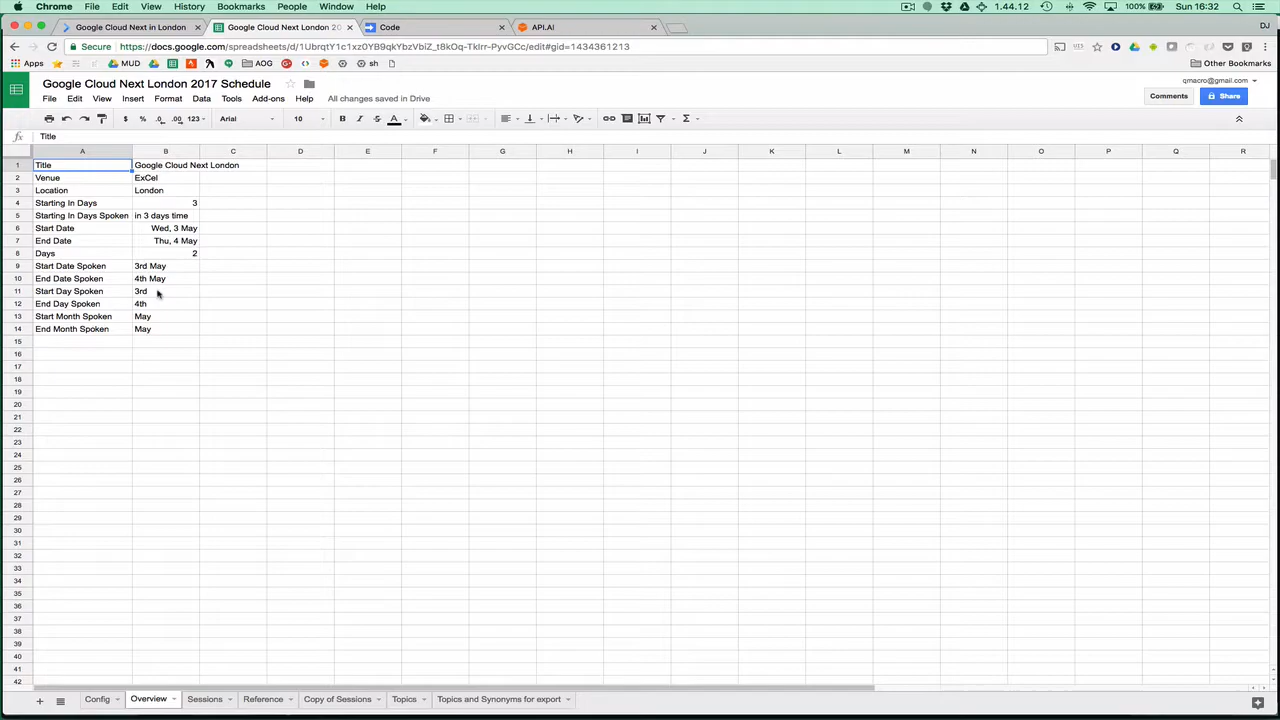 Chrome File Edit View History Bookmarks People Window Help 1.44.12 100% Sun 16:32
Google Cloud Next in London Google Cloud Next London 20 Code API.AI DJ
Secure https://docs.google.com/spreadsheets/d/1UbrqtY1c1xz0YB9qkYbzVbiZ_t8kOq-TkIrr-PyvGCc/edit#gid=1434361213
Apps MUD AOG sh Other Bookmarks
Google Cloud Next London 2017 Schedule qmacro@gmail.com
File Edit View Insert Format Data Tools Add-ons Help All changes saved in Drive Comments Share
$ % .0 .00 123 Arial 10 B I S A Σ
fx Title
A B C D E F G H I J K L M N O P Q R
1 Title Google Cloud Next London
2 Venue ExCel
3 Location London
4 Starting In Days 3
5 Starting In Days Spoken in 3 days time
6 Start Date Wed, 3 May
7 End Date Thu, 4 May
8 Days 2
9 Start Date Spoken 3rd May
10 End Date Spoken 4th May
11 Start Day Spoken 3rd
12 End Day Spoken 4th
13 Start Month Spoken May
14 End Month Spoken May
15
16
17
18
19
20
21
22
23
24
25
26
27
28
29
30
31
32
33
34
35
36
37
38
39
40
41
42
Config Overview Sessions Reference Copy of Sessions Topics Topics and Synonyms for export